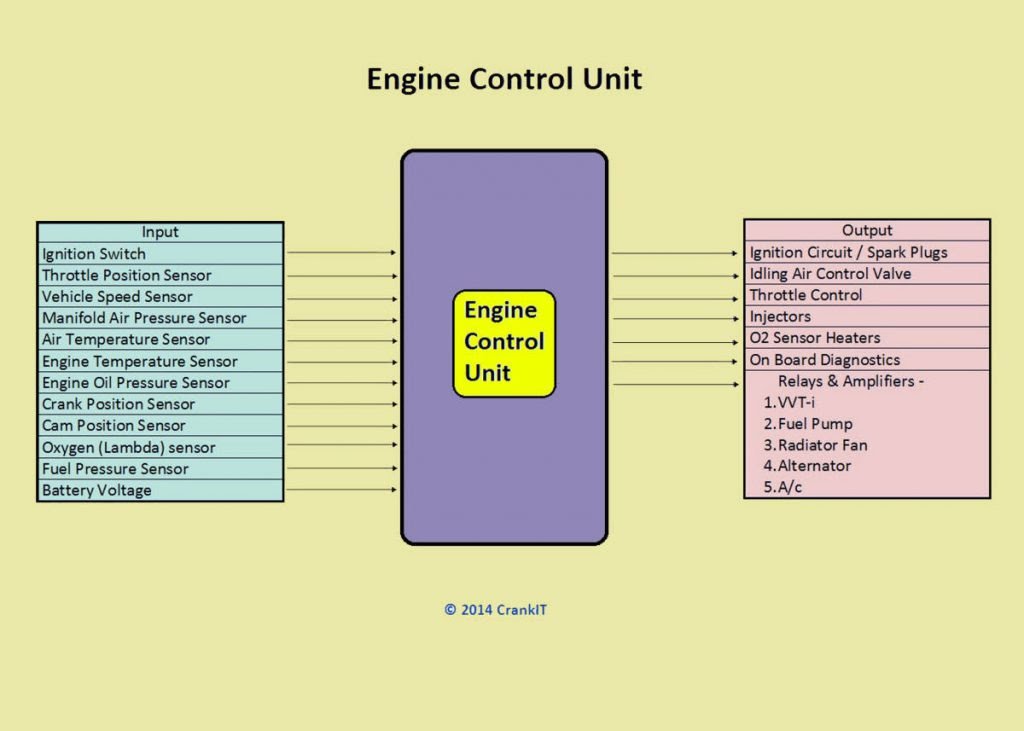 Engine Control Unit
Input
Ignition Switch
Throttle Position Sensor
Vehicle Speed Sensor
Manifold Air Pressure Sensor
Air Temperature Sensor
Engine Temperature Sensor
Engine Oil Pressure Sensor
Crank Position Sensor
Cam Position Sensor
Oxygen (Lambda) sensor
Fuel Pressure Sensor
Battery Voltage
Engine
Control
Unit
Output
Ignition Circuit / Spark Plugs
Idling Air Control Valve
Throttle Control
Injectors
O2 Sensor Heaters
On Board Diagnostics
Relays & Amplifiers -
1.VVT-i
2.Fuel Pump
3.Radiator Fan
4.Alternator
5.A/c
© 2014 CrankIT